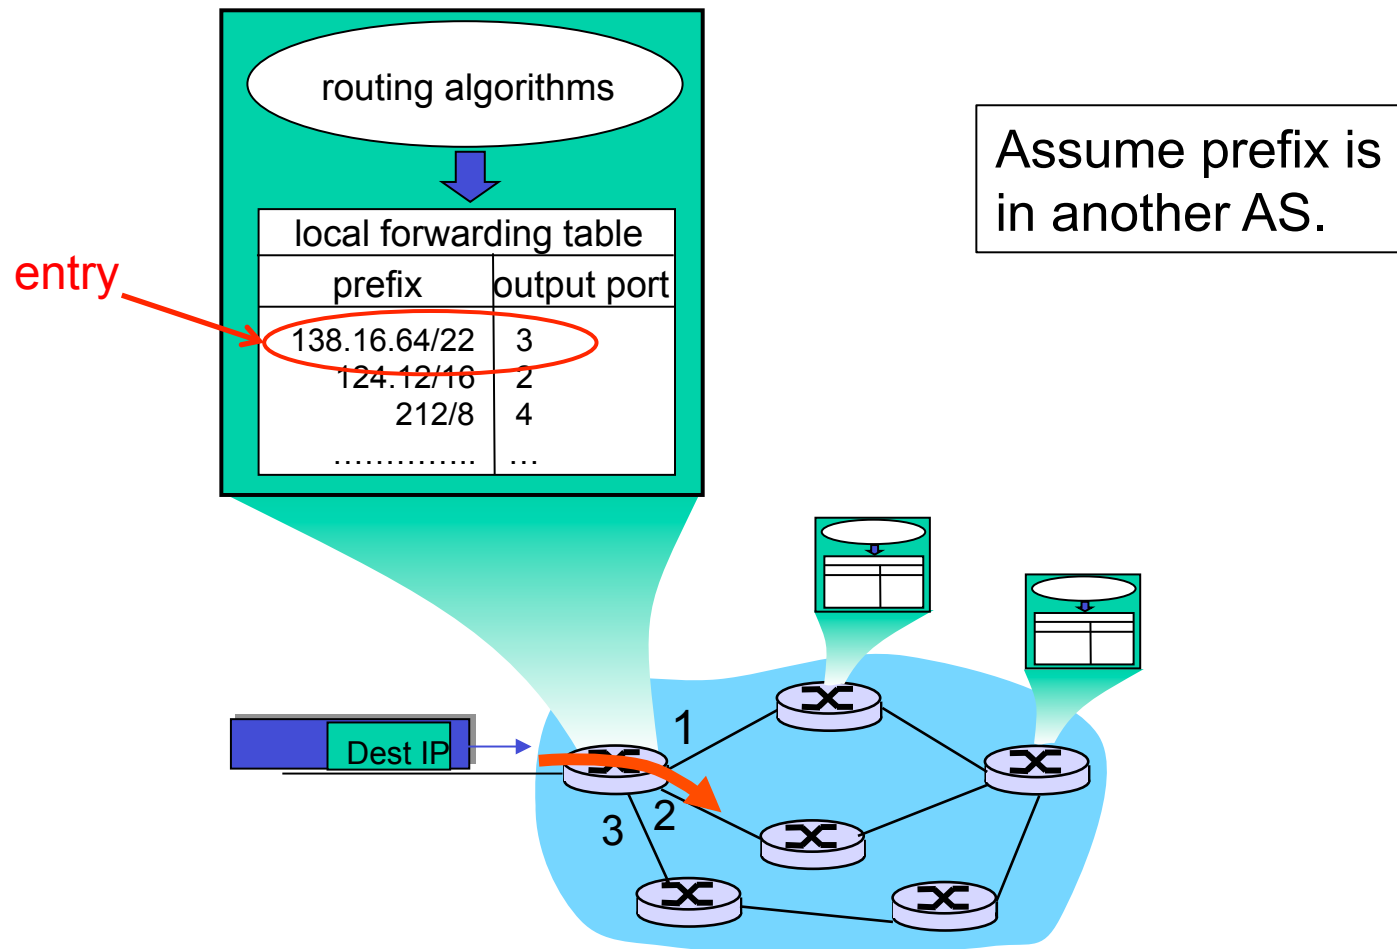 routing algorithms
Assume prefix is
in another AS.
local forwarding table
entry
prefix output port
138.16.64/22 3
124.12/16 2
212/8 4
………….. …
1
Dest IP
2
3